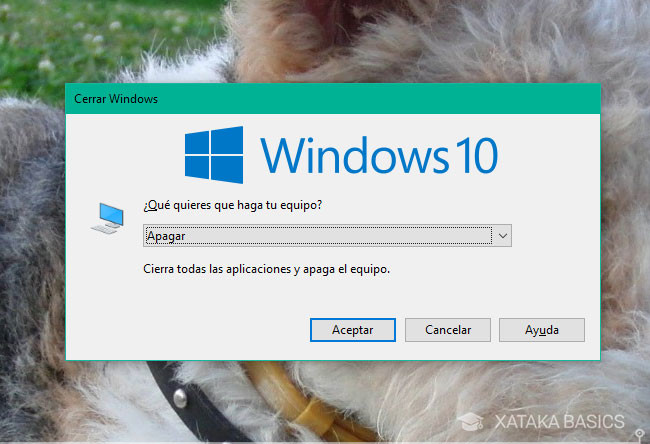 Cerrar Windows
Windows 10
¿Qué quieres que haga tu equipo?
Apagar
Cierra todas las aplicaciones y apaga el equipo.
Aceptar
Cancelar
Ayuda
XATAKA BASICS